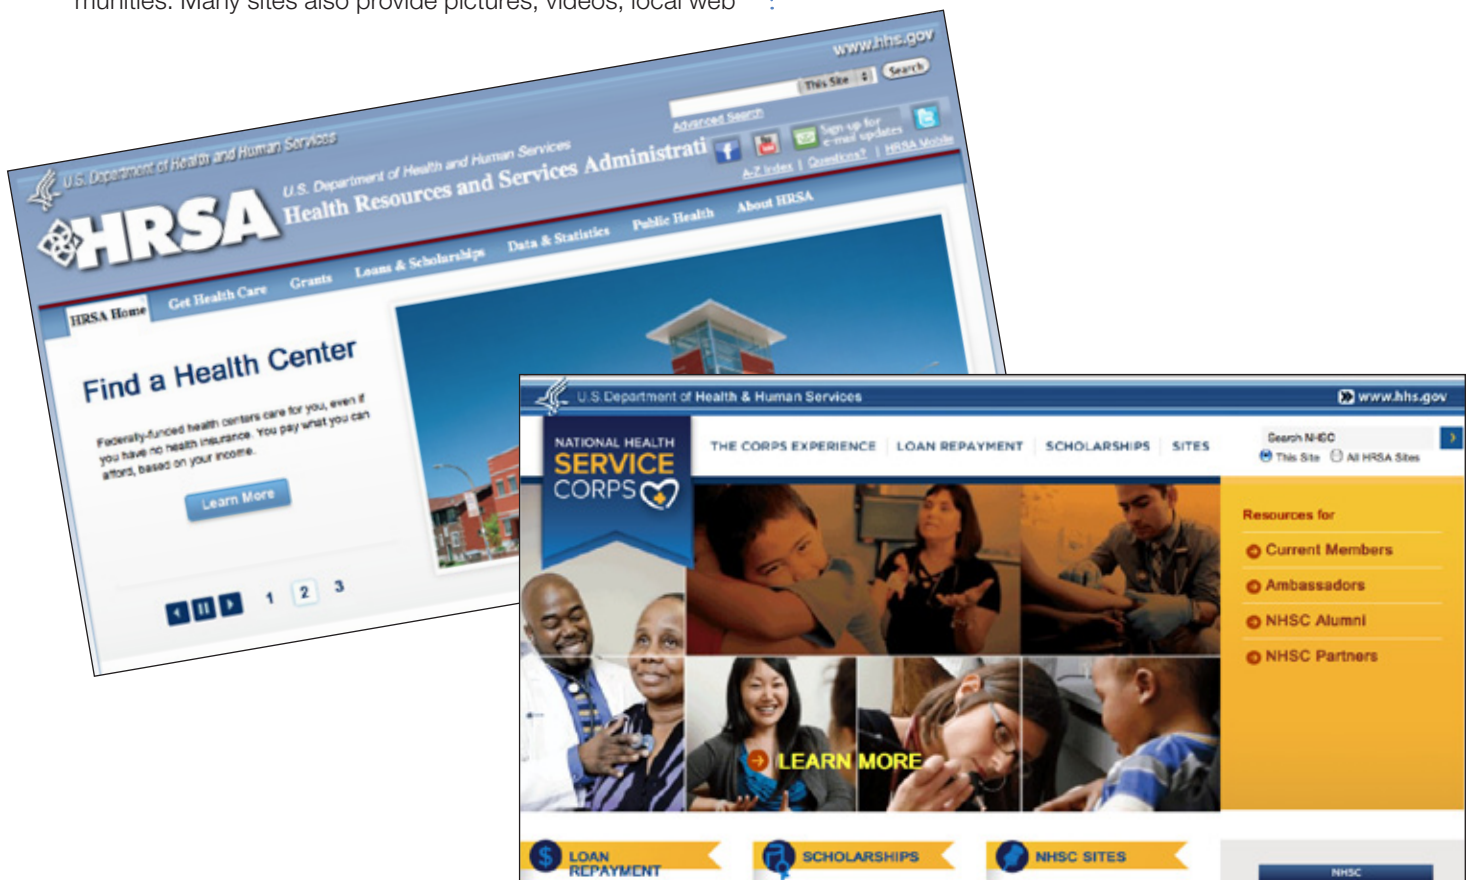 munities. Many sites also provide pictures, videos, local web
www.hhs.gov
This Site
Search
Advanced Search
U.S. Department of Health and Human Services
HRSA
U.S. Department of Health and Human Services
Health Resources and Services Administrati
Sign up for
e-mail updates
A-Z Index | Questions? | HRSA Mobile
HRSA Home
Get Health Care
Grants
Loans & Scholarships
Data & Statistics
Public Health
About HRSA
Find a Health Center
Federally-funded health centers care for you, even if
you have no health insurance. You pay what you can
afford, based on your income.
Learn More
1 2 3
U.S. Department of Health & Human Services
www.hhs.gov
NATIONAL HEALTH
SERVICE
CORPS
THE CORPS EXPERIENCE
LOAN REPAYMENT
SCHOLARSHIPS
SITES
Search NHSC
This Site
All HRSA Sites
Resources for
Current Members
Ambassadors
NHSC Alumni
NHSC Partners
LEARN MORE
LOAN
REPAYMENT
SCHOLARSHIPS
NHSC SITES
NHSC